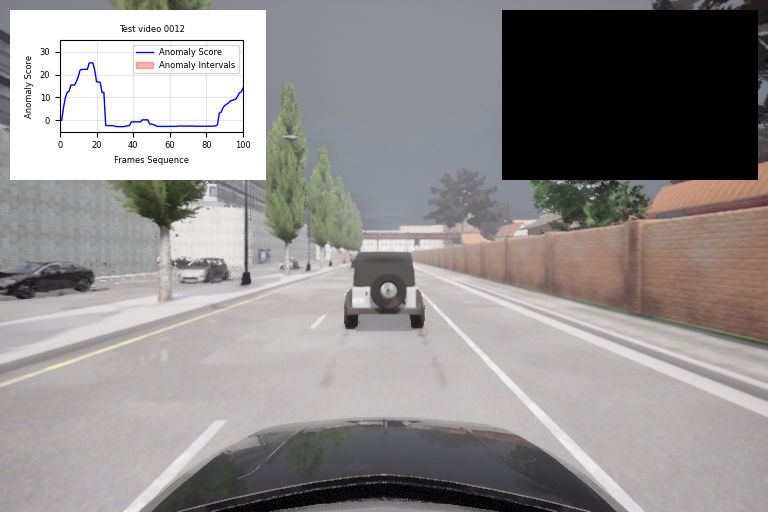 Test video 0012
Anomaly Score
Anomaly Intervals
Anomaly Score
30
20
10
0
0 20 40 60 80 100
Frames Sequence